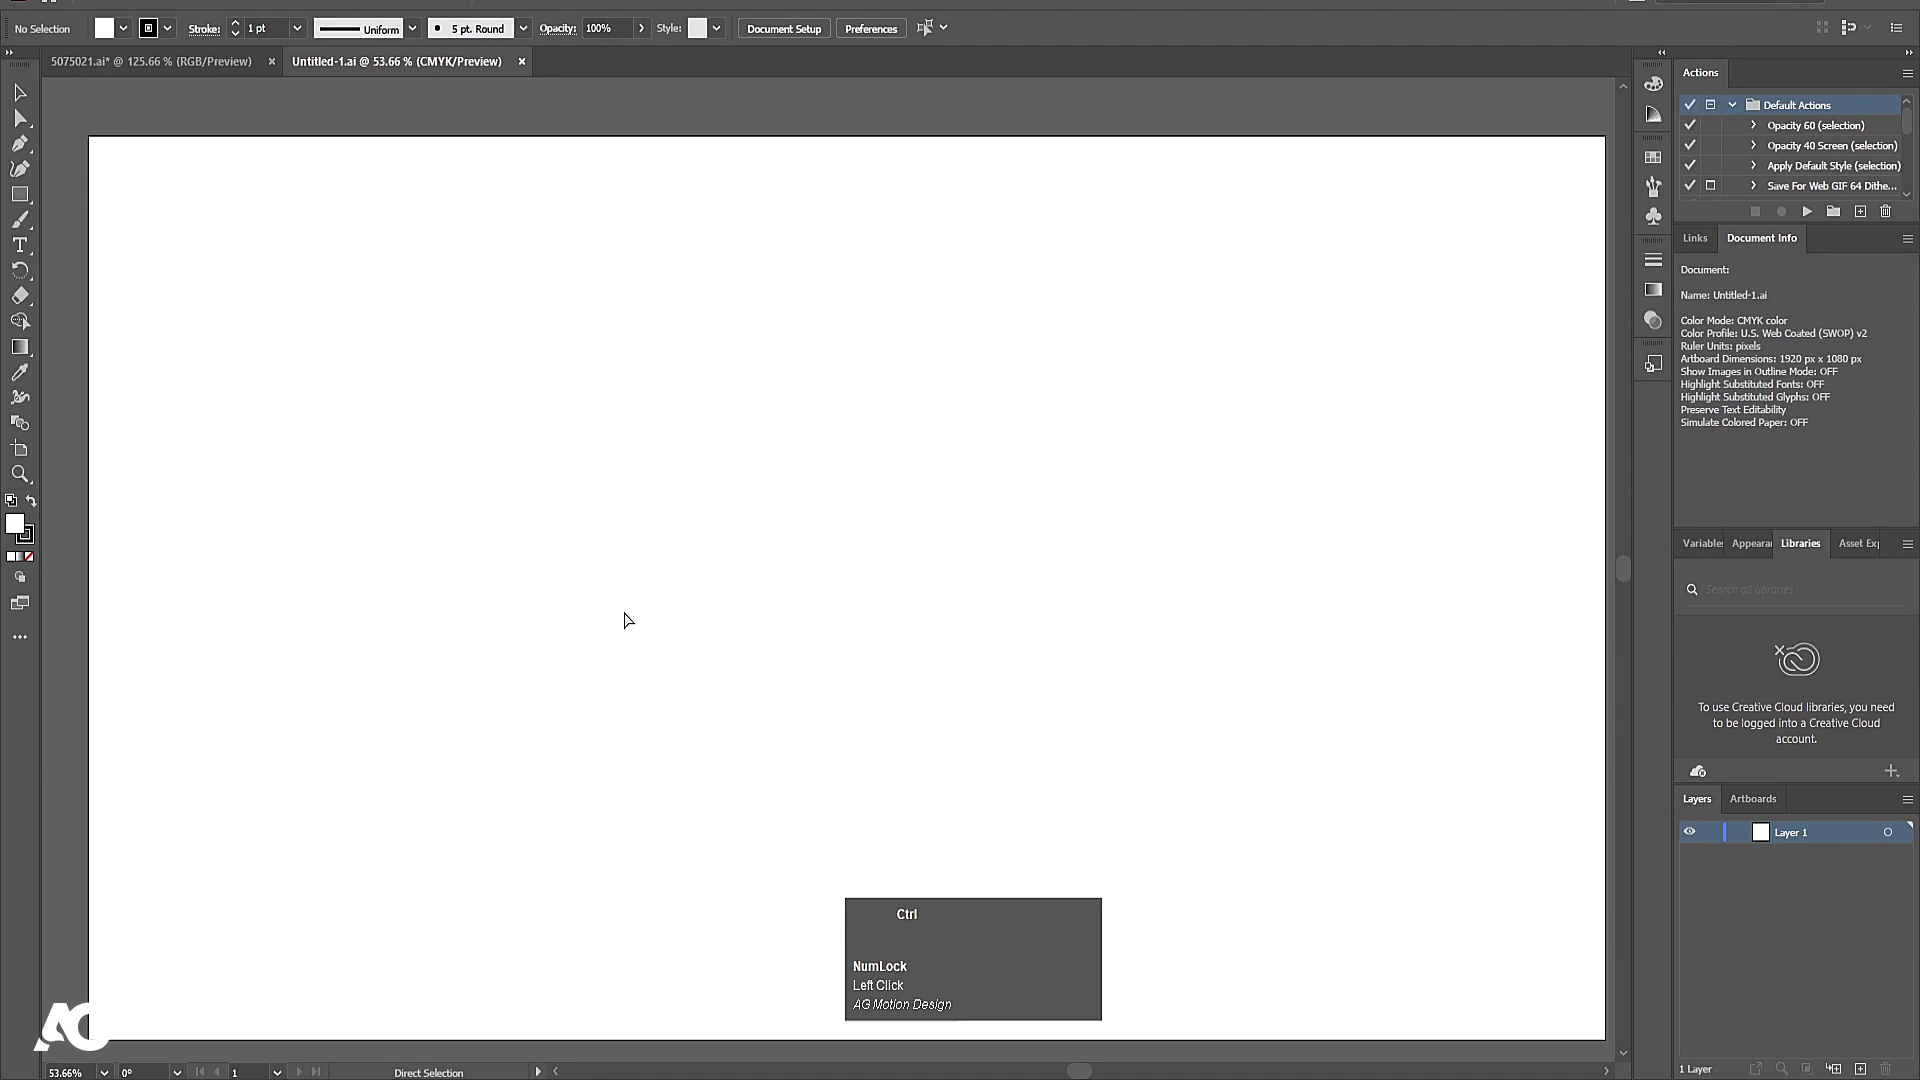 No Selection
Stroke:
1 pt
Uniform
5 pt. Round
Opacity:
100%
Style:
Document Setup
Preferences
5075021.ai* @ 125.66 % (RGB/Preview)
Untitled-1.ai @ 53.66 % (CMYK/Preview)
Actions
Default Actions
Opacity 60 (selection)
Opacity 40 Screen (selection)
Apply Default Style (selection)
Save For Web GIF 64 Dithe...
Links
Document Info
Document:
Name: Untitled-1.ai
Color Mode: CMYK color
Color Profile: U.S. Web Coated (SWOP) v2
Ruler Units: pixels
Artboard Dimensions: 1920 px x 1080 px
Show Images in Outline Mode: OFF
Highlight Substituted Fonts: OFF
Highlight Substituted Glyphs: OFF
Preserve Text Editability
Simulate Colored Paper: OFF
Variables
Appeara
Libraries
Asset Exp
Search all libraries
To use Creative Cloud libraries, you need
to be logged into a Creative Cloud
account.
Layers
Artboards
Layer 1
Ctrl
NumLock
Left Click
AG Motion Design
AG
53.66%
0°
1
Direct Selection
1 Layer